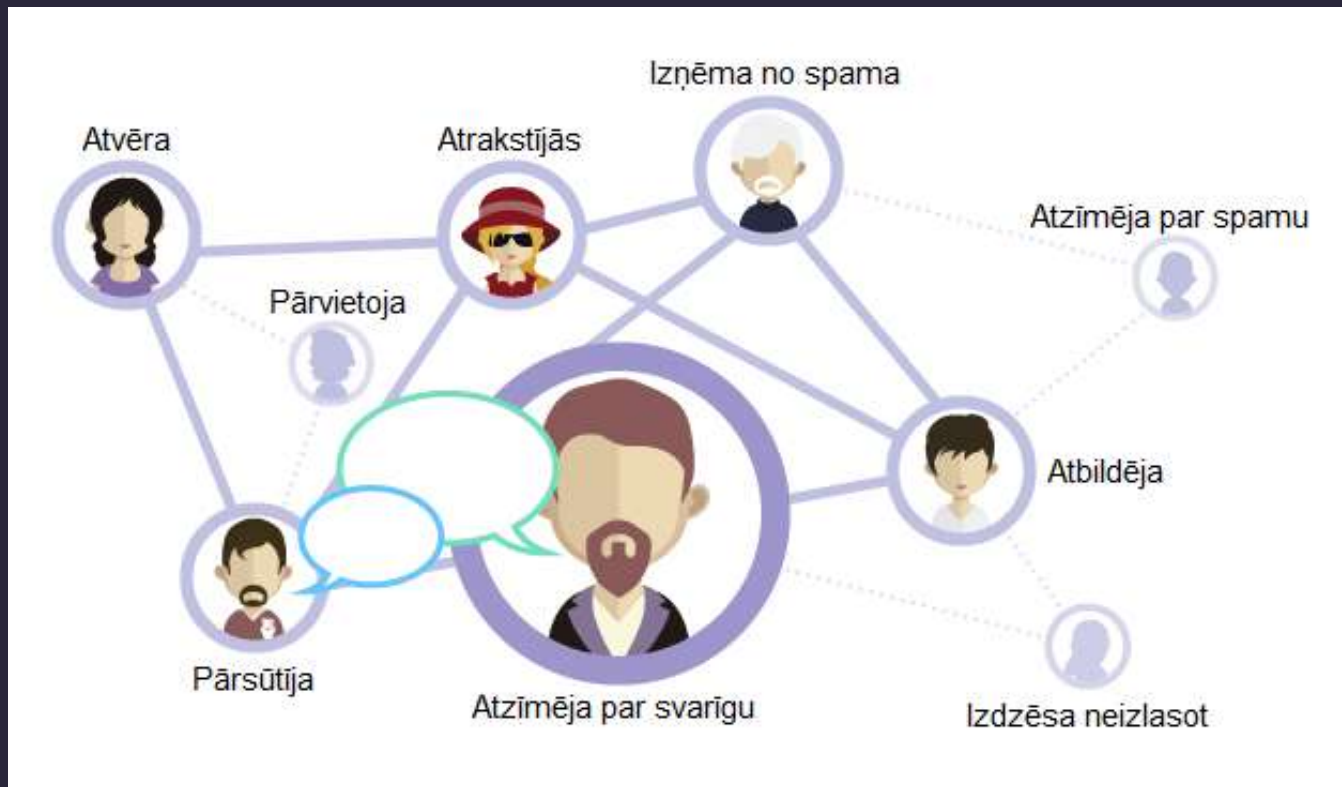 Izņēma no spama
Atvēra
Atrakstījās
Atzīmēja par spamu
Pārvietoja
Atbildēja
Pārsūtīja
Atzīmēja par svarīgu
Izdzēsa neizlasot